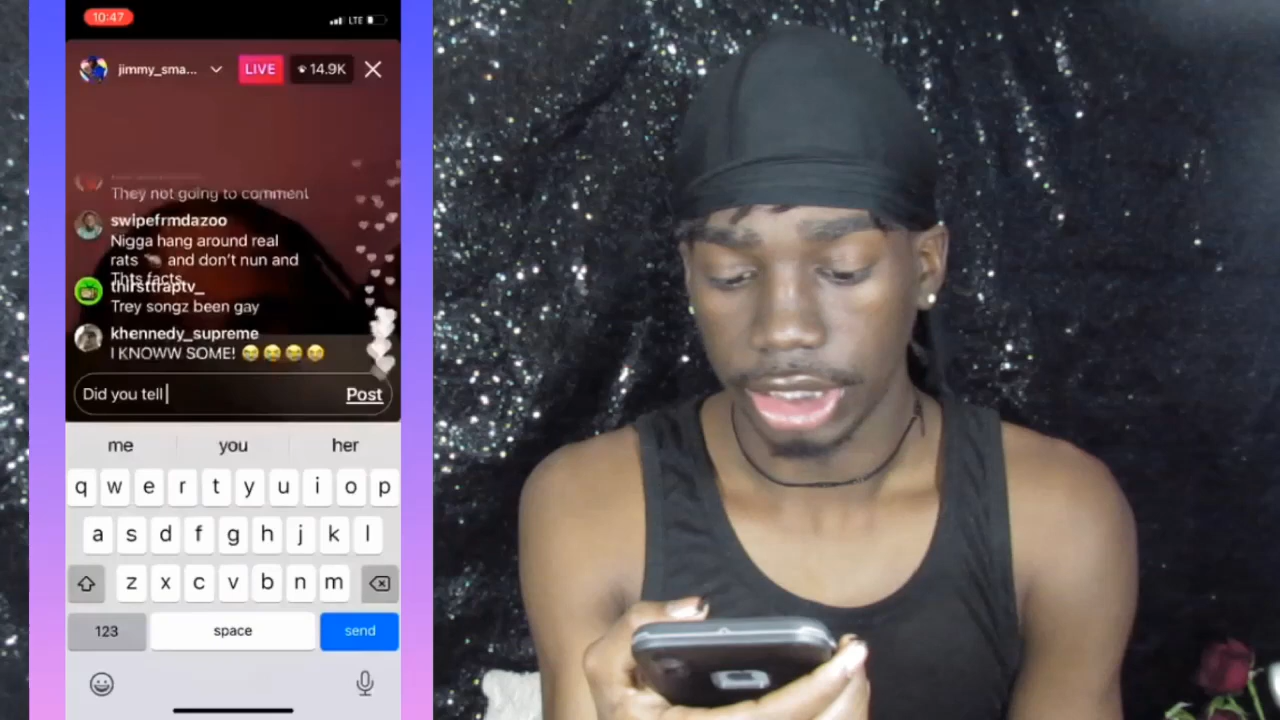 10:47
LTE
jimmy_sma...
LIVE
14.9K
They not going to comment
swipefrmdazoo
Nigga hang around real
rats 🐀 and don't nun and
Thts facts
thirsttraptv_
Trey songz been gay
khennedy_supreme
I KNOWW SOME! 😂😂😂😂
Did you tell
Post
me you her
q w e r t y u i o p
a s d f g h j k l
z x c v b n m
123 space send